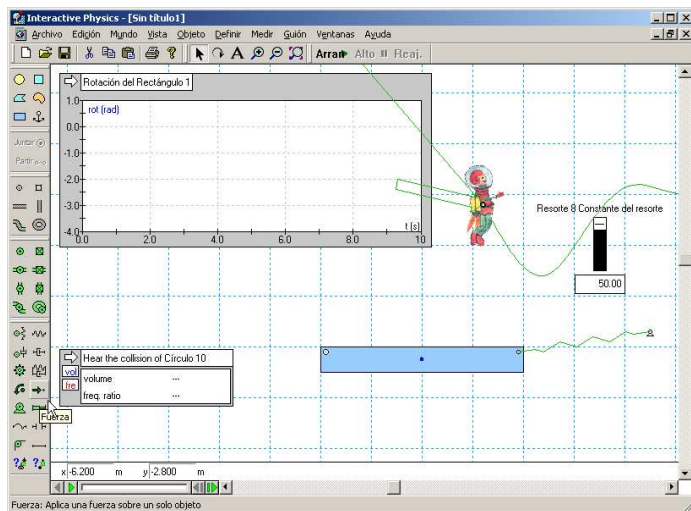 Interactive Physics - [Sin título1]
Archivo Edición Mundo Vista Objeto Definir Medir Guión Ventanas Ayuda
Arran Alto II Reaj.
Juntar
Partir
Rotación del Rectángulo 1
rot (rad)
1.0
0.0
-1.0
-2.0
-3.0
-4.0
t (s)
0.0 2.0 4.0 6.0 8.0 10
Resorte 8 Constante del resorte
50.00
Hear the collision of Círculo 10
vol
fre
volume ---
freq. ratio ---
Fuerza
x -6.200 m y -2.800 m
Fuerza: Aplica una fuerza sobre un solo objeto